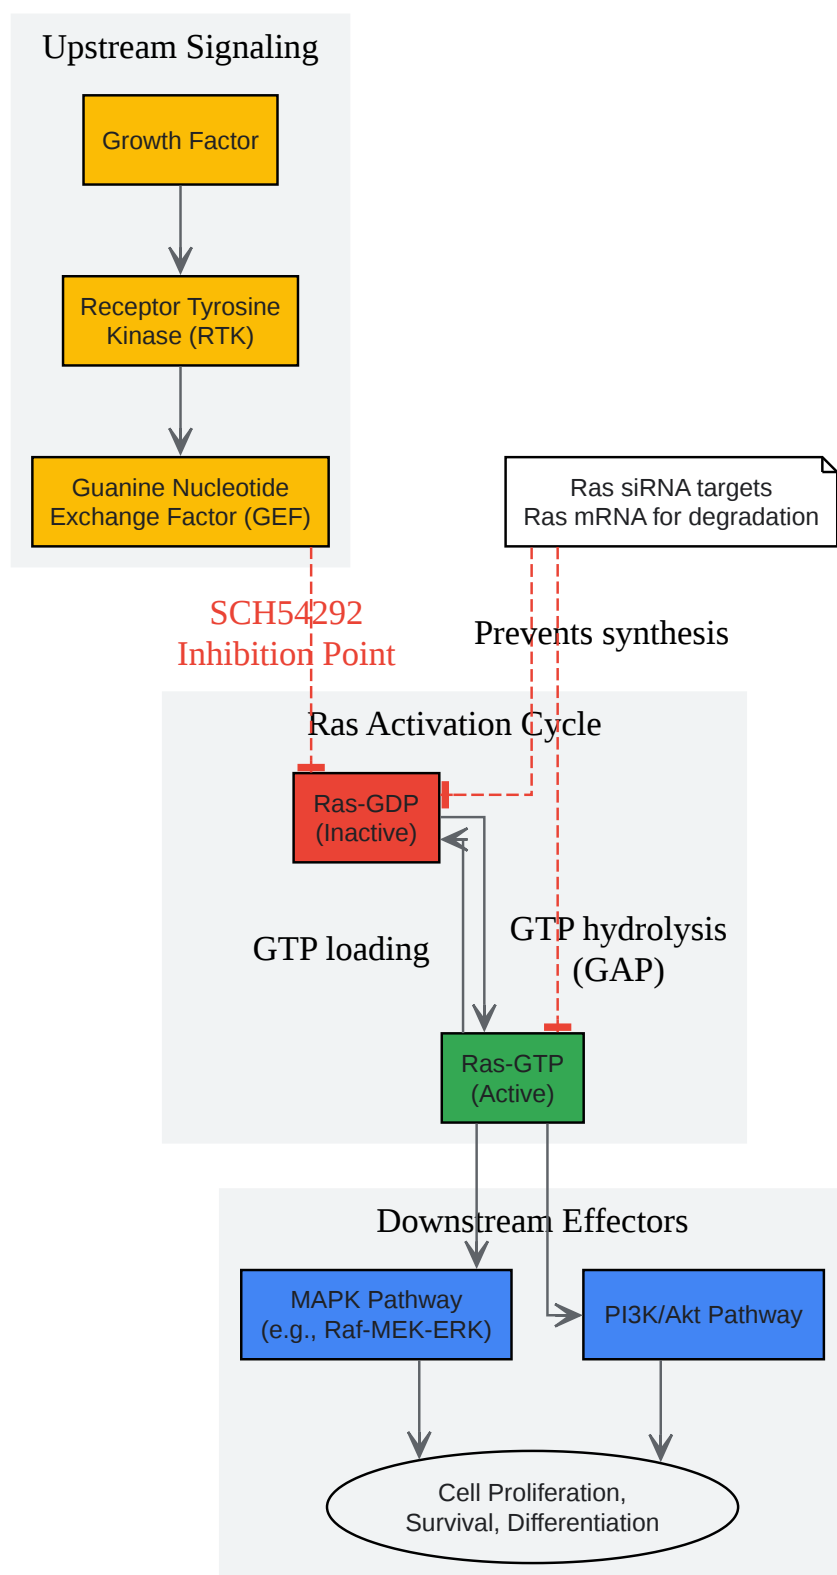 Upstream Signaling
Growth Factor
Receptor Tyrosine
Kinase (RTK)
Guanine Nucleotide
Exchange Factor (GEF)
Ras siRNA targets
Ras mRNA for degradation
SCH54292
Inhibition Point
Prevents synthesis
Ras Activation Cycle
Ras-GDP
(Inactive)
GTP loading
GTP hydrolysis
(GAP)
Ras-GTP
(Active)
Downstream Effectors
MAPK Pathway
(e.g., Raf-MEK-ERK)
PI3K/Akt Pathway
Cell Proliferation,
Survival, Differentiation